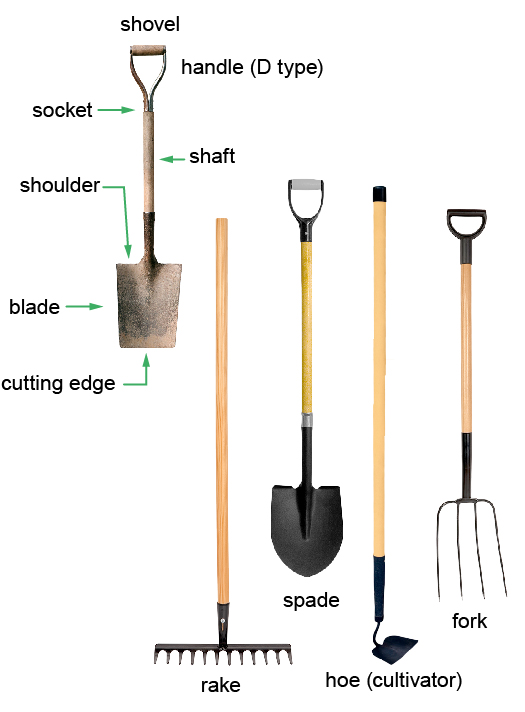 shovel
handle (D type)
socket
shaft
shoulder
blade
cutting edge
spade
fork
hoe (cultivator)
rake